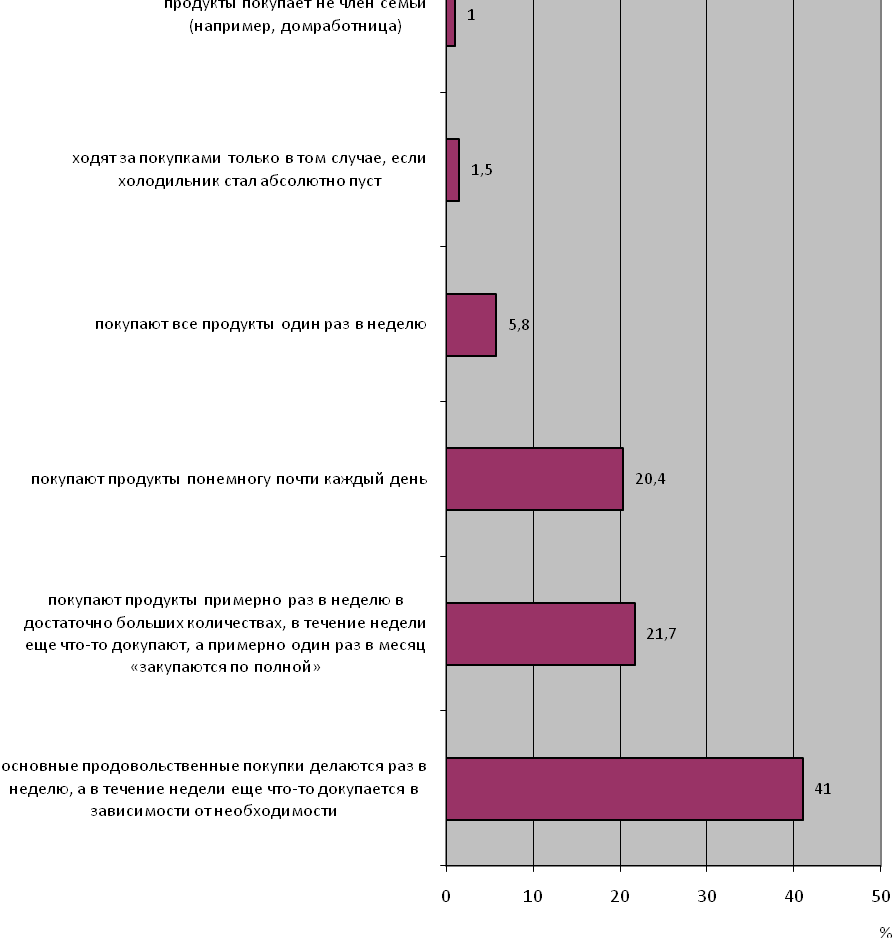 продукты покупает не член семьи
(например, домработница)
1
ходят за покупками только в том случае, если
холодильник стал абсолютно пуст
1,5
покупают все продукты один раз в неделю
5,8
покупают продукты понемногу почти каждый день
20,4
покупают продукты примерно раз в неделю в
достаточно больших количествах, в течение недели
еще что-то докупают, а примерно один раз в месяц
«закупаются по полной»
21,7
основные продовольственные покупки делаются раз в
неделю, а в течение недели еще что-то докупается в
зависимости от необходимости
41
0 10 20 30 40 50
%